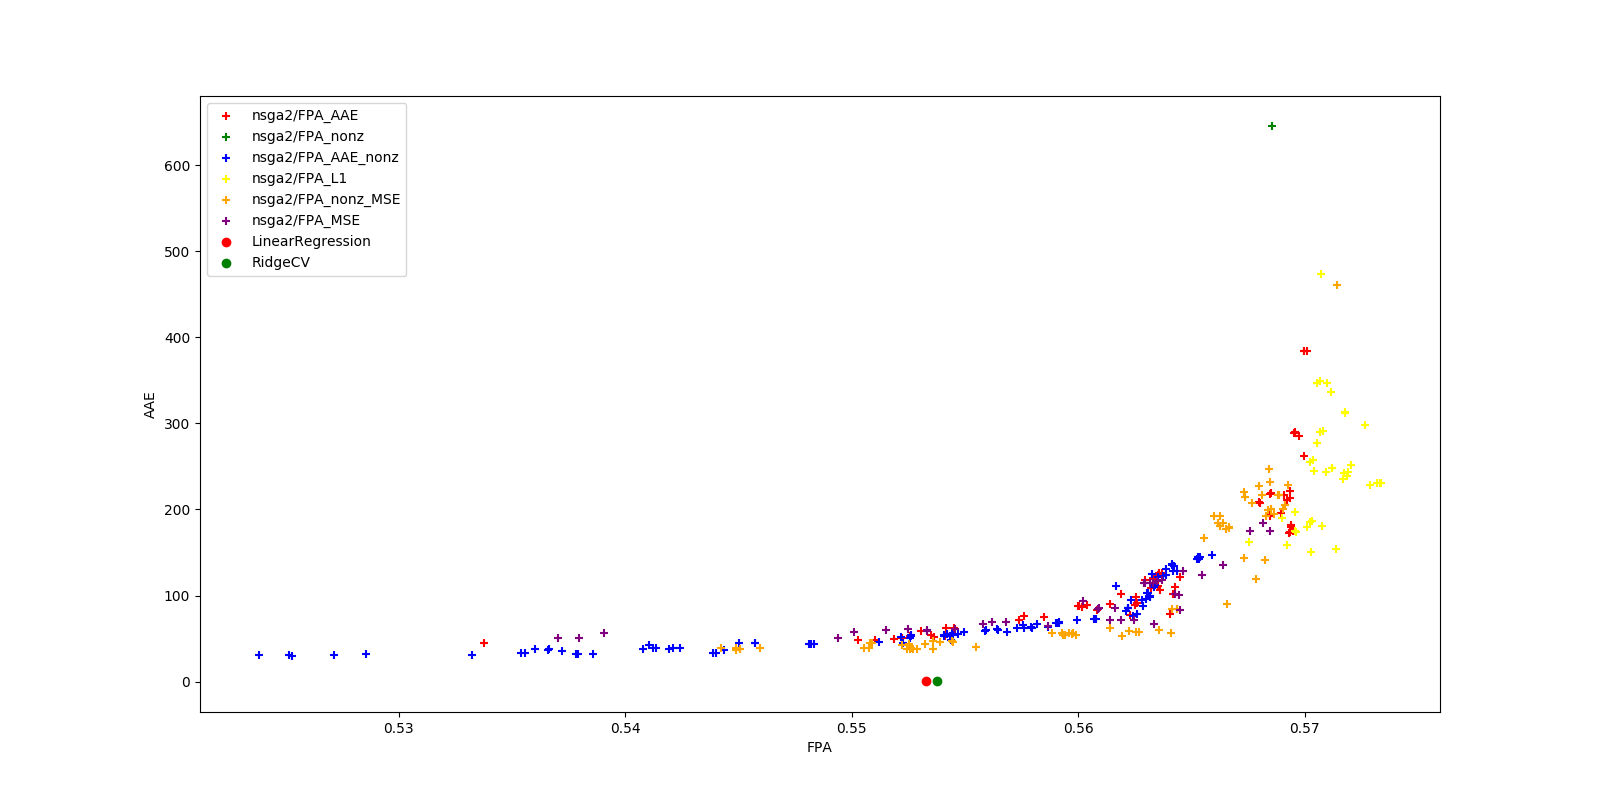 nsga2/FPA_AAE
nsga2/FPA_nonz
nsga2/FPA_AAE_nonz
nsga2/FPA_L1
nsga2/FPA_nonz_MSE
nsga2/FPA_MSE
LinearRegression
RidgeCV
600
500
400
300
200
100
0
AAE
0.53
0.54
0.55
0.56
0.57
FPA